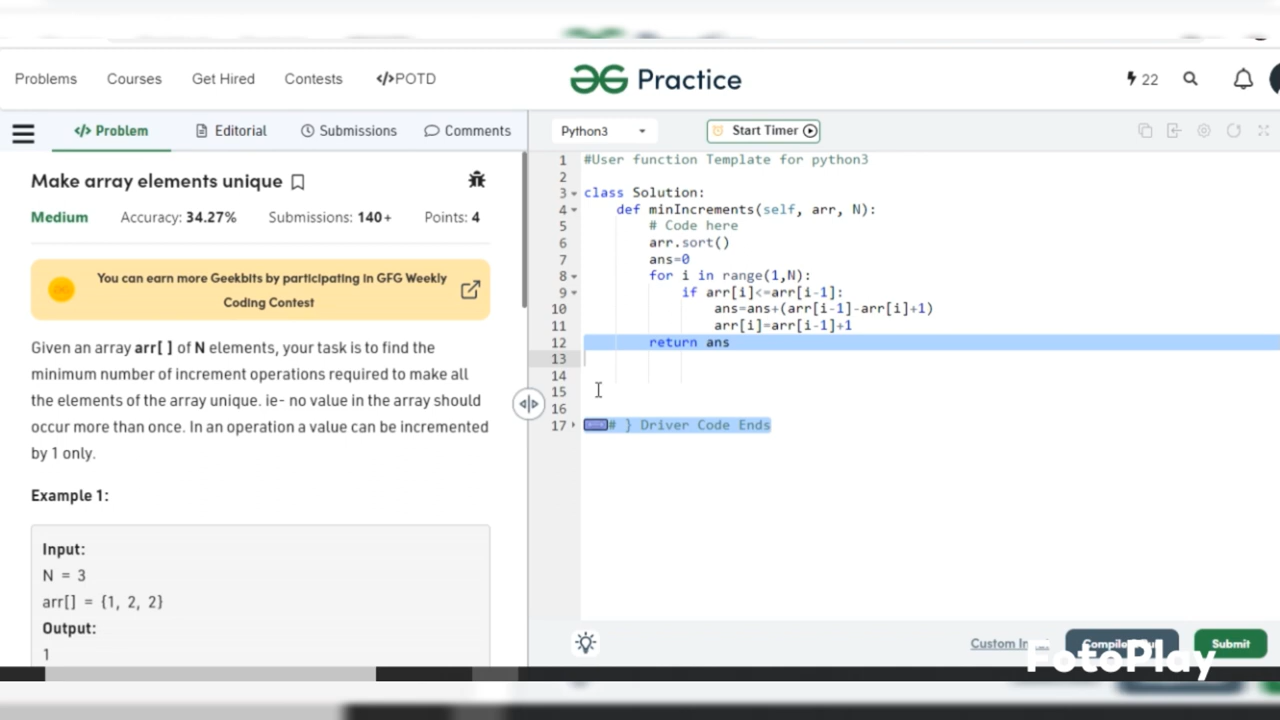 Problems Courses Get Hired Contests </>POTD
Practice
22
</> Problem Editorial Submissions Comments
Python3
Start Timer
Make array elements unique
Medium Accuracy: 34.27% Submissions: 140+ Points: 4
You can earn more Geekbits by participating in GFG Weekly
Coding Contest
Given an array arr[ ] of N elements, your task is to find the
minimum number of increment operations required to make all
the elements of the array unique. ie- no value in the array should
occur more than once. In an operation a value can be incremented
by 1 only.
Example 1:
Input:
N = 3
arr[] = {1, 2, 2}
Output:
1
1 #User function Template for python3
2
3 class Solution:
4 def minIncrements(self, arr, N):
5 # Code here
6 arr.sort()
7 ans=0
8 for i in range(1,N):
9 if arr[i]<=arr[i-1]:
10 ans=ans+(arr[i-1]-arr[i]+1)
11 arr[i]=arr[i-1]+1
12 return ans
13
14
15
16
17 # } Driver Code Ends
Custom In
Compile
Submit
FotoPlay